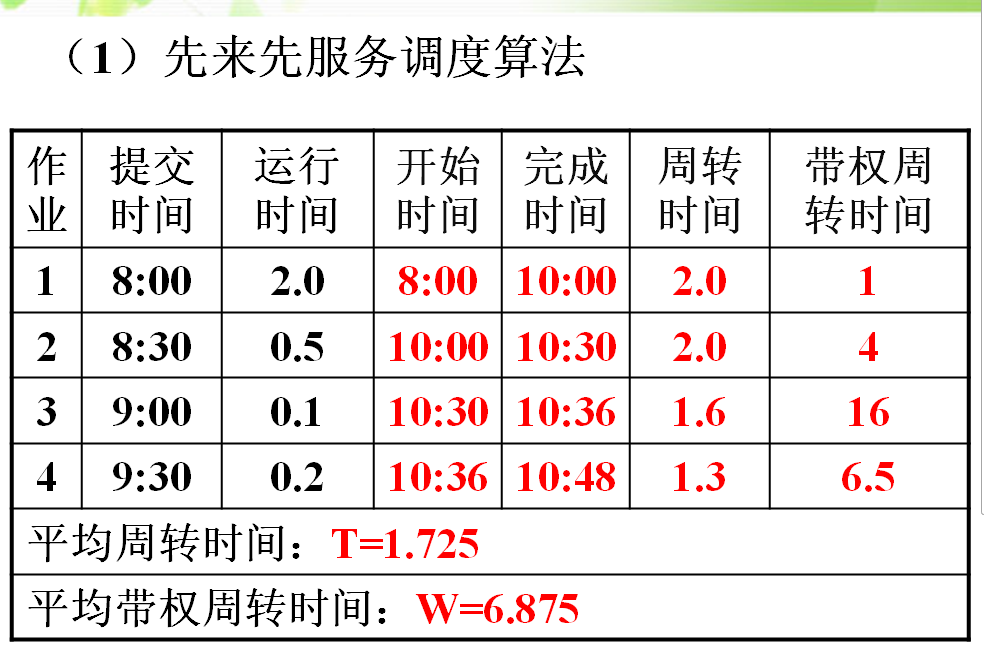 （1）先来先服务调度算法
作业 提交时间 运行时间 开始时间 完成时间 周转时间 带权周转时间
1 8:00 2.0 8:00 10:00 2.0 1
2 8:30 0.5 10:00 10:30 2.0 4
3 9:00 0.1 10:30 10:36 1.6 16
4 9:30 0.2 10:36 10:48 1.3 6.5
平均周转时间：T=1.725
平均带权周转时间：W=6.875